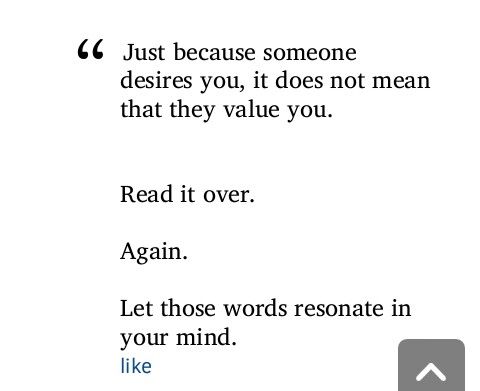 “ Just because someone
desires you, it does not mean
that they value you.
Read it over.
Again.
Let those words resonate in
your mind.
like